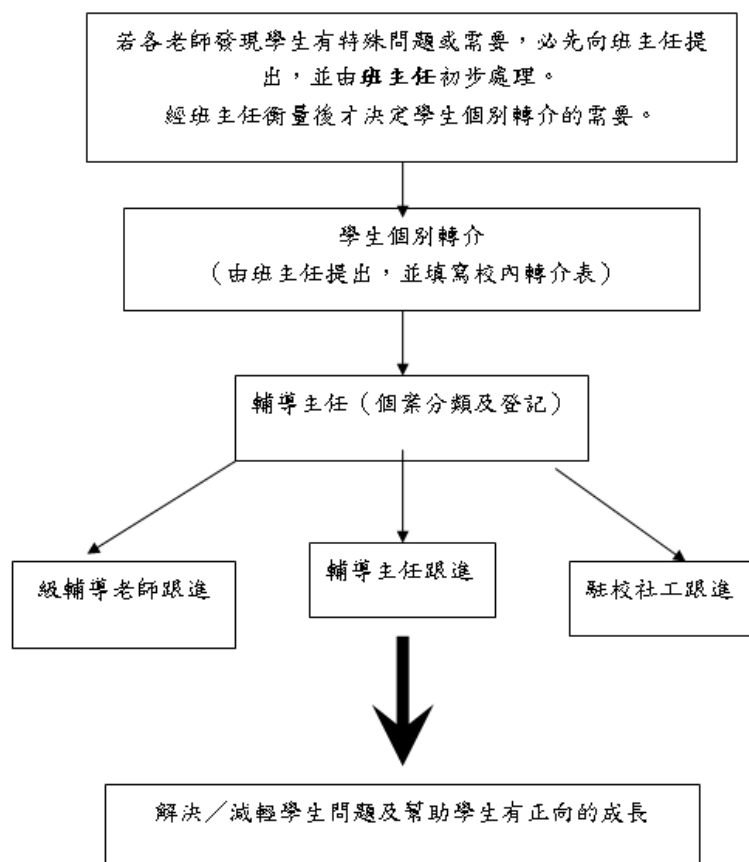 若各老師發現學生有特殊問題或需要，必先向班主任提
出，並由班主任初步處理。
經班主任衡量後才決定學生個別轉介的需要。
學生個別轉介
（由班主任提出，並填寫校內轉介表）
輔導主任（個案分類及登記）
級輔導老師跟進
輔導主任跟進
駐校社工跟進
解決／減輕學生問題及幫助學生有正向的成長